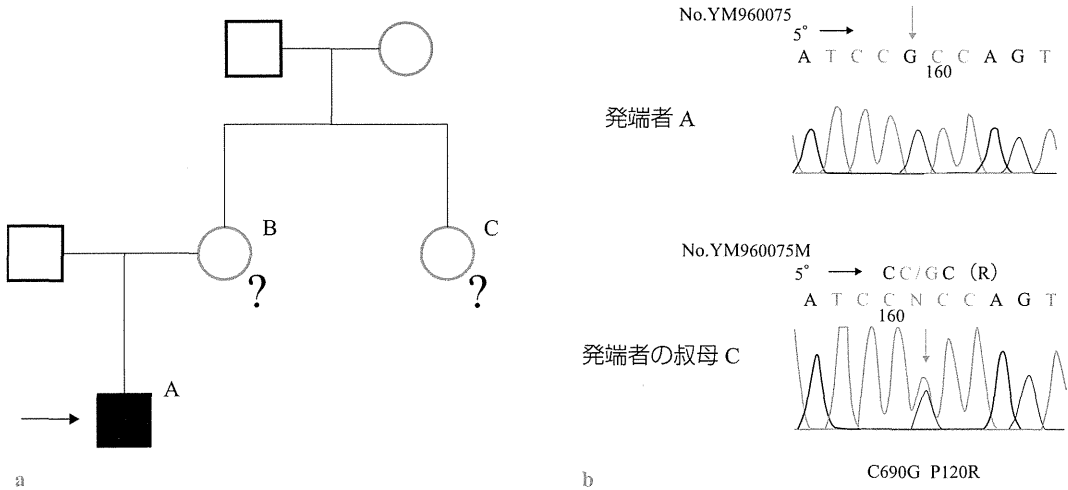 B
C
?
?
A
a
No.YM960075
5°
A T C C G C C A G T
160
発端者 A
No.YM960075M
5° C C/G C (R)
A T C C N C C A G T
160
発端者の叔母 C
C690G P120R
b